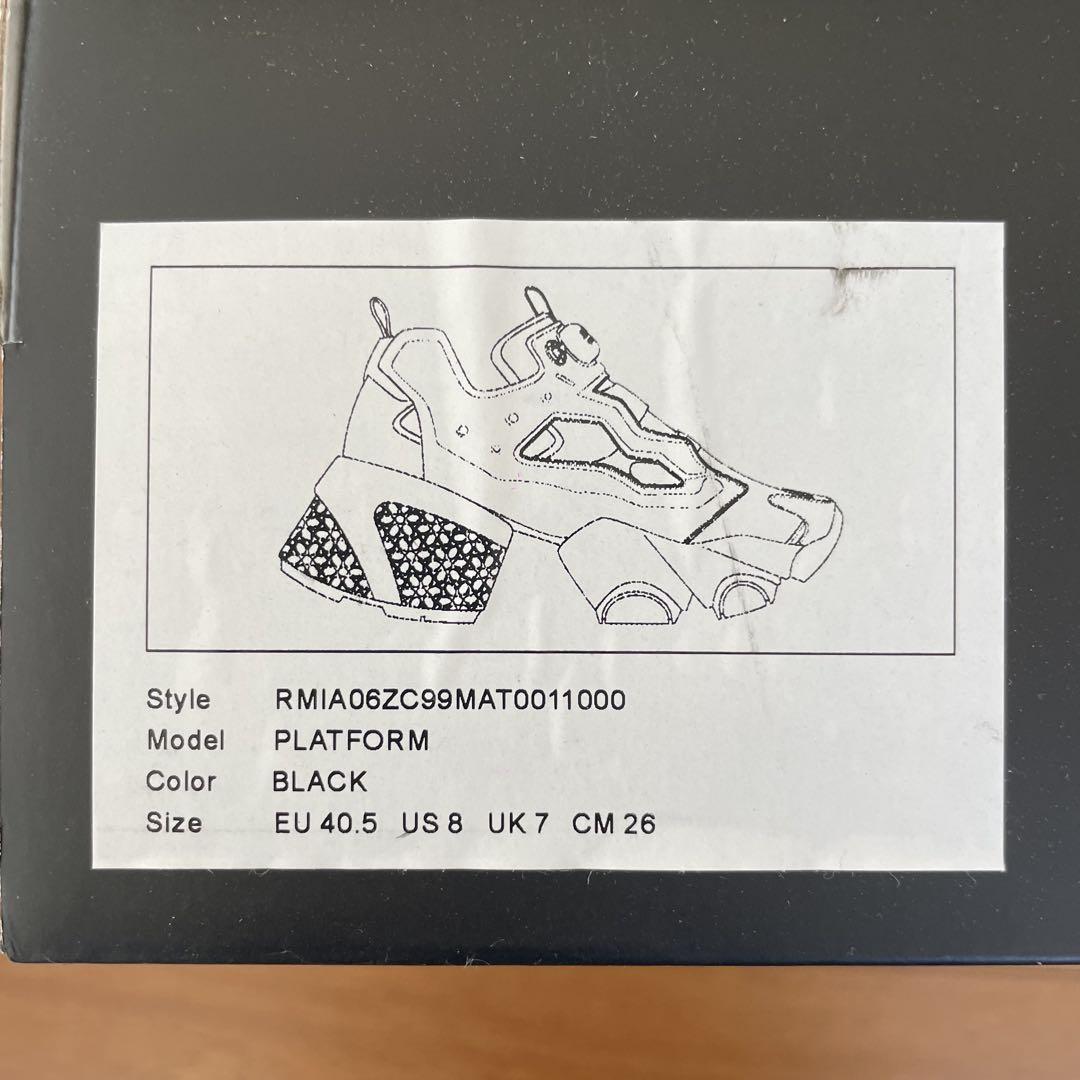 Style RMIA06ZC99MAT0011000
Model PLATFORM
Color BLACK
Size EU 40.5 US 8 UK 7 CM 26